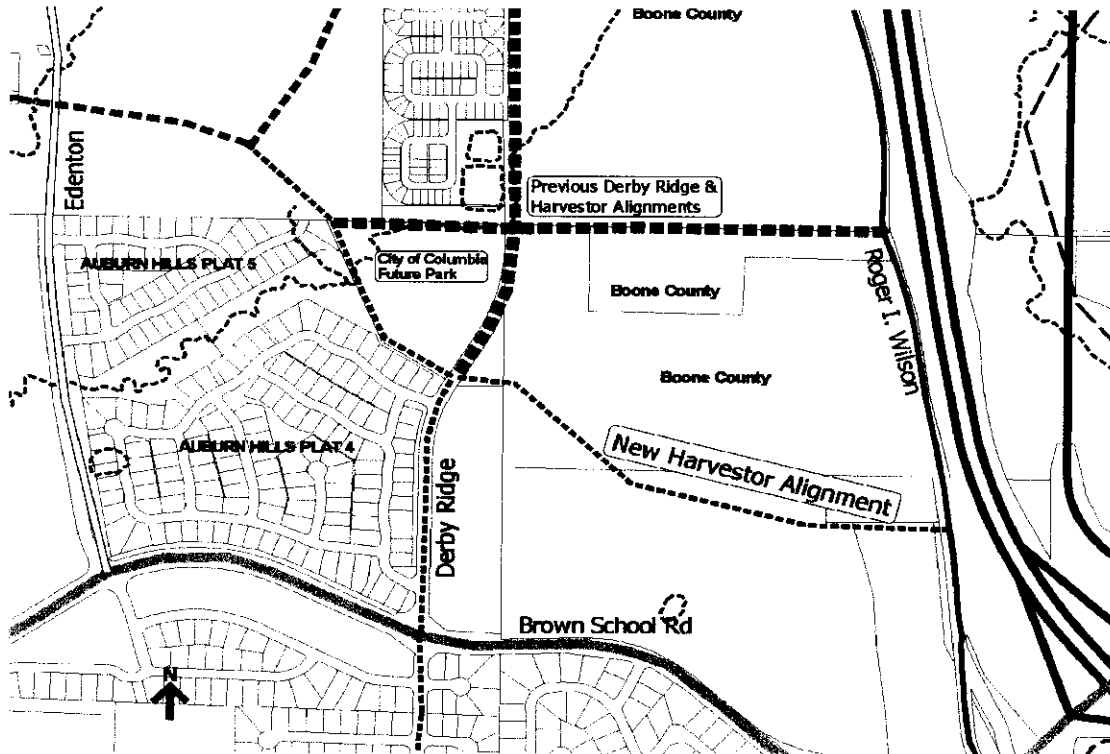 Boone County
Edenton
Previous Derby Ridge &
Harvestor Alignments
AUBURN HILLS PLAT 5
City of Columbia
Future Park
Boone County
Roger I. Wilson
Boone County
AUBURN HILLS PLAT 4
New Harvestor Alignment
Derby Ridge
Brown School Rd
N